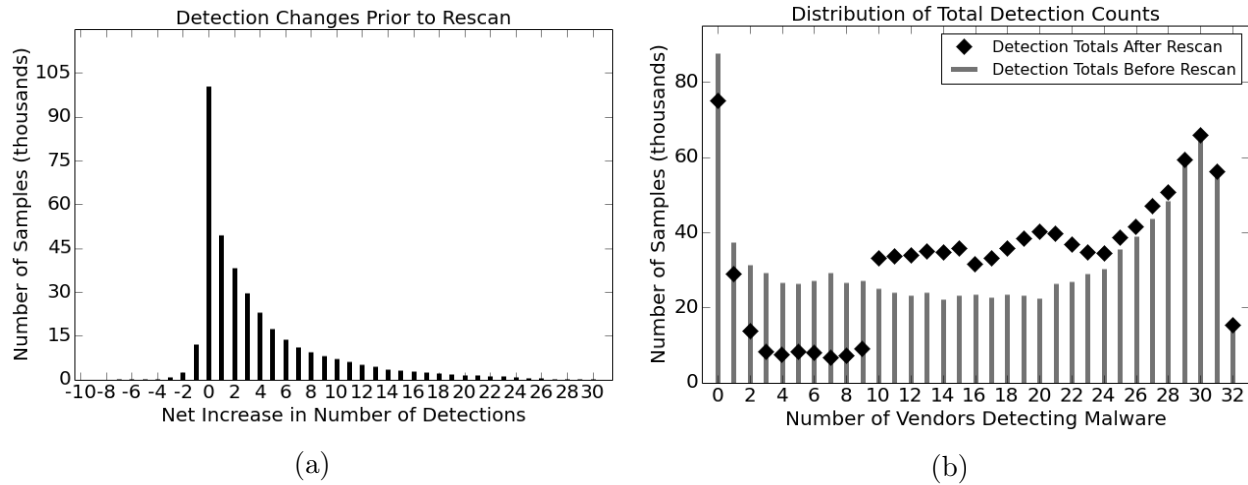 Detection Changes Prior to Rescan
Number of Samples (thousands)
105
90
75
60
45
30
15
0
-10-8 -6 -4 -2 0 2 4 6 8 10 12 14 16 18 20 22 24 26 28 30
Net Increase in Number of Detections
(a)
Distribution of Total Detection Counts
Detection Totals After Rescan
Detection Totals Before Rescan
Number of Samples (thousands)
80
60
40
20
0
0 2 4 6 8 10 12 14 16 18 20 22 24 26 28 30 32
Number of Vendors Detecting Malware
(b)